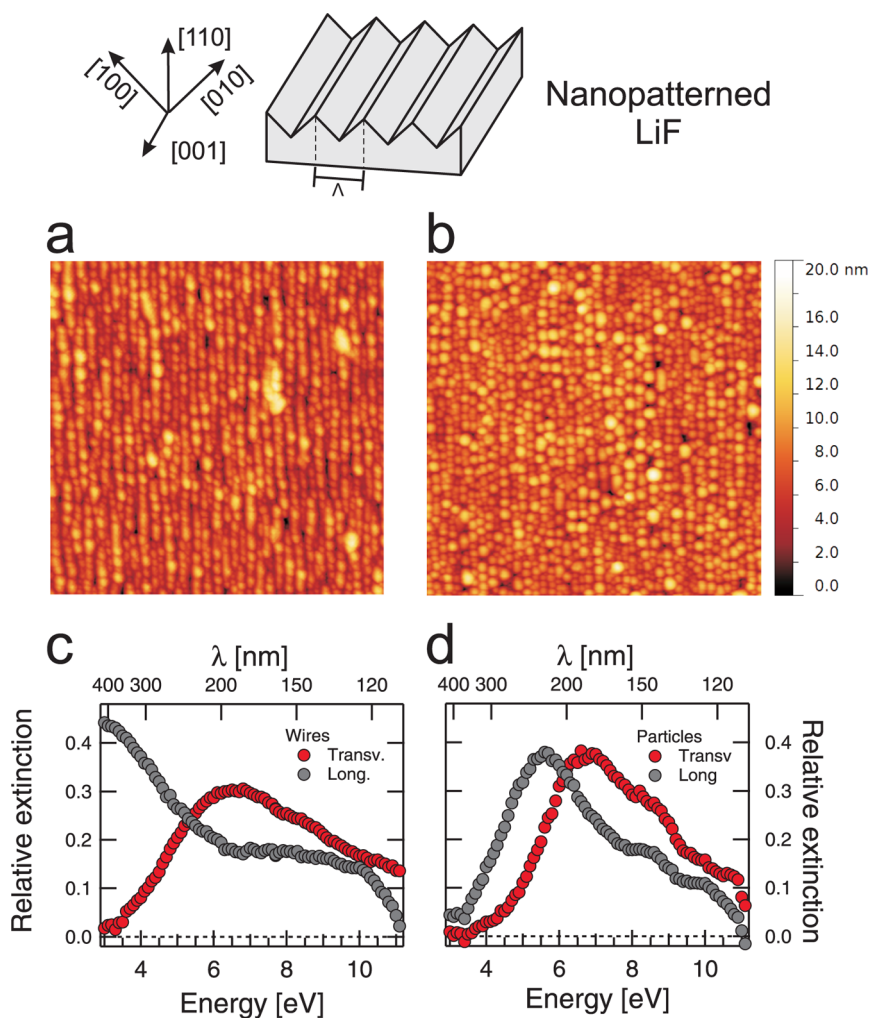 [110]
[100]
[010]
[001]
Λ
Nanopatterned
LiF
a
b
20.0 nm
16.0
14.0
12.0
10.0
8.0
6.0
4.0
2.0
0.0
c
λ [nm]
400 300 200 150 120
Relative extinction
0.4
0.3
0.2
0.1
0.0
Wires
Transv.
Long.
4 6 8 10
Energy [eV]
d
λ [nm]
400 300 200 150 120
Particles
Transv
Long
0.4
0.3
0.2
0.1
0.0
Relative extinction
4 6 8 10
Energy [eV]